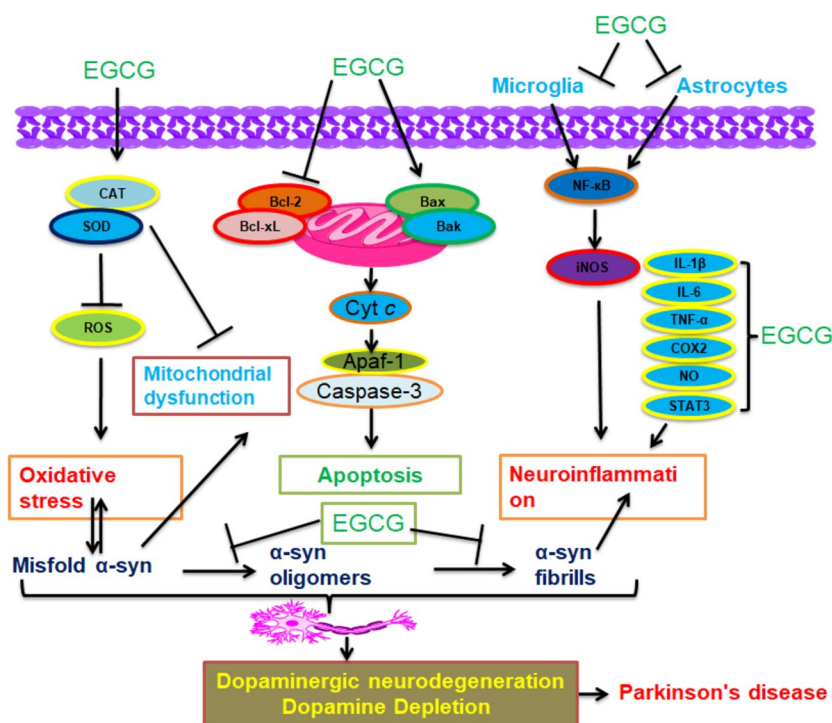 EGCG
EGCG
EGCG
Microglia
Astrocytes
CAT
SOD
ROS
Bcl-2
Bcl-xL
Bax
Bak
NF-κB
iNOS
IL-1β
IL-6
TNF-α
COX2
NO
STAT3
EGCG
Cyt c
Apaf-1
Caspase-3
Mitochondrial
dysfunction
Oxidative
stress
Apoptosis
Neuroinflammati
on
EGCG
Misfold α-syn
α-syn
oligomers
α-syn
fibrills
Dopaminergic neurodegeneration
Dopamine Depletion
Parkinson's disease